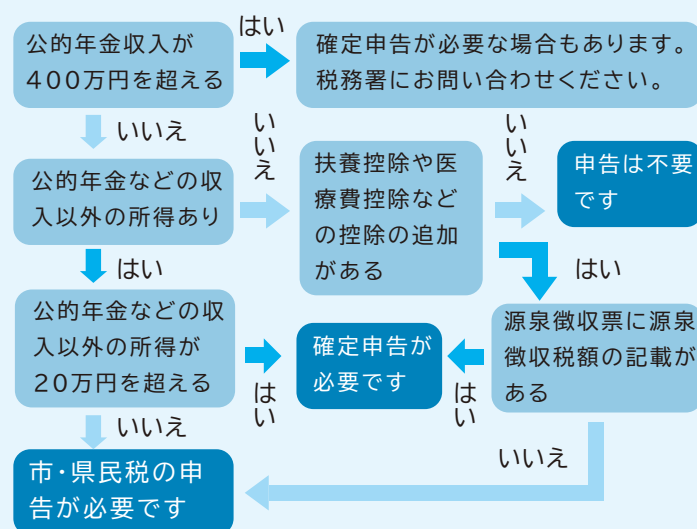 公的年金収入が
400万円を超える
はい
確定申告が必要な場合もあります。
税務署にお問い合わせください。
いいえ
公的年金などの収
入以外の所得あり
いいえ
扶養控除や医
療費控除など
の控除の追加
がある
いいえ
申告は不要
です
はい
公的年金などの収
入以外の所得が
20万円を超える
はい
確定申告が
必要です
はい
源泉徴収票に源泉
徴収税額の記載が
ある
はい
いいえ
市・県民税の申
告が必要です
いいえ